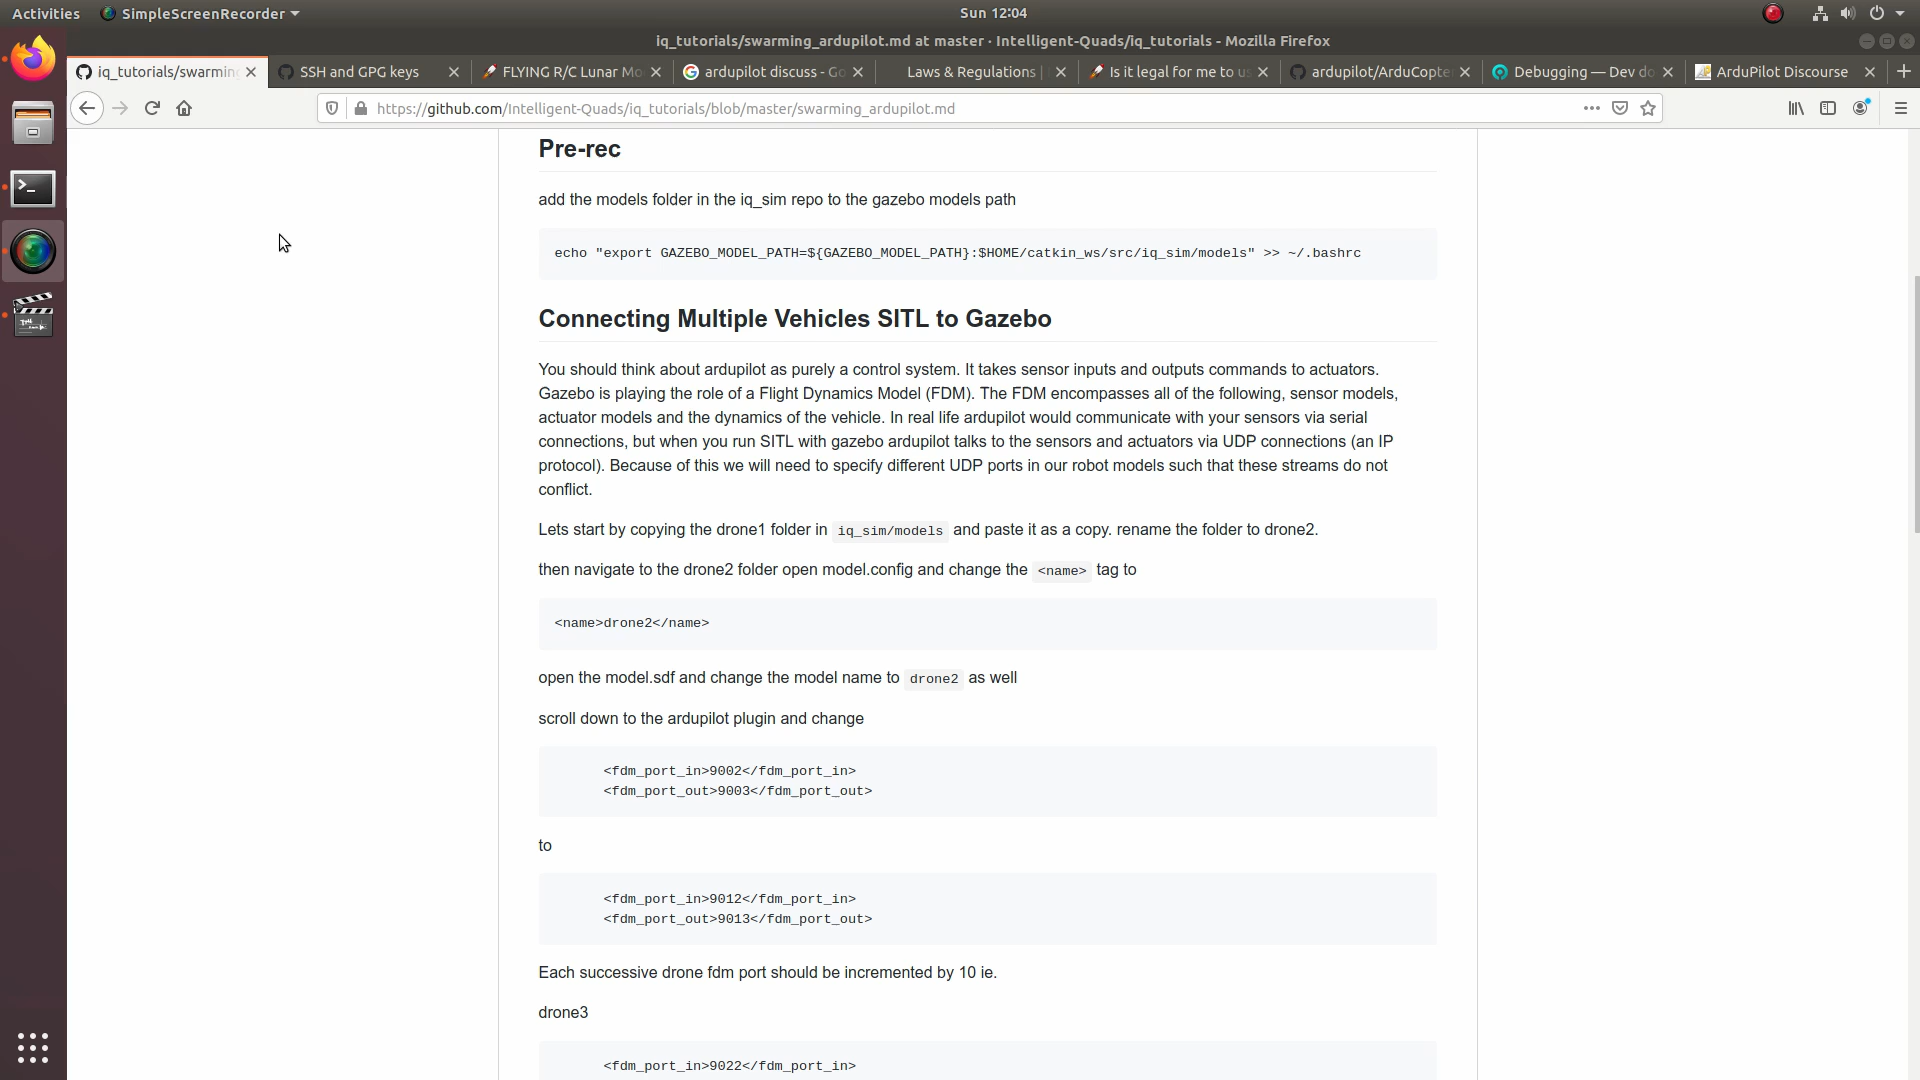 Activities
SimpleScreenRecorder
Sun 12:04
iq_tutorials/swarming_ardupilot.md at master · Intelligent-Quads/iq_tutorials - Mozilla Firefox
iq_tutorials/swarming
SSH and GPG keys
FLYING R/C Lunar Mo
ardupilot discuss - Go
Laws & Regulations |
Is it legal for me to us
ardupilot/ArduCopte
Debugging — Dev do
ArduPilot Discourse
https://github.com/Intelligent-Quads/iq_tutorials/blob/master/swarming_ardupilot.md
Pre-rec
add the models folder in the iq_sim repo to the gazebo models path
echo "export GAZEBO_MODEL_PATH=${GAZEBO_MODEL_PATH}:$HOME/catkin_ws/src/iq_sim/models" >> ~/.bashrc
Connecting Multiple Vehicles SITL to Gazebo
You should think about ardupilot as purely a control system. It takes sensor inputs and outputs commands to actuators.
Gazebo is playing the role of a Flight Dynamics Model (FDM). The FDM encompasses all of the following, sensor models,
actuator models and the dynamics of the vehicle. In real life ardupilot would communicate with your sensors via serial
connections, but when you run SITL with gazebo ardupilot talks to the sensors and actuators via UDP connections (an IP
protocol). Because of this we will need to specify different UDP ports in our robot models such that these streams do not
conflict.
Lets start by copying the drone1 folder in iq_sim/models and paste it as a copy. rename the folder to drone2.
then navigate to the drone2 folder open model.config and change the <name> tag to
<name>drone2</name>
open the model.sdf and change the model name to drone2 as well
scroll down to the ardupilot plugin and change
<fdm_port_in>9002</fdm_port_in>
<fdm_port_out>9003</fdm_port_out>
to
<fdm_port_in>9012</fdm_port_in>
<fdm_port_out>9013</fdm_port_out>
Each successive drone fdm port should be incremented by 10 ie.
drone3
<fdm_port_in>9022</fdm_port_in>